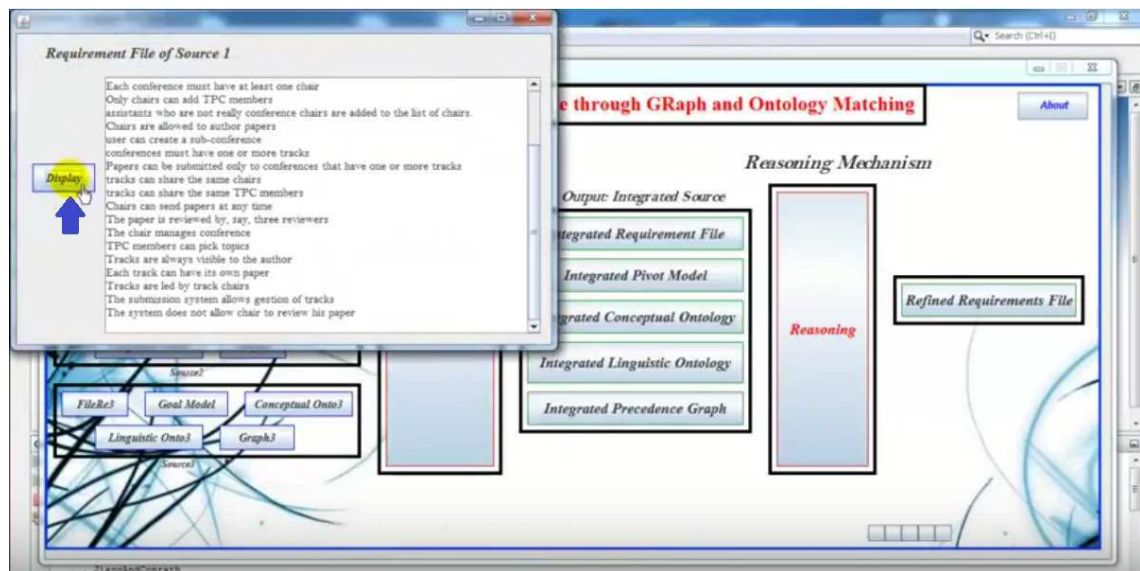 Search (Ctrl+I)
Requirement File of Source 1
Each conference must have at least one chair
Only chairs can add TPC members
assistants who are not really conference chairs are added to the list of chairs.
Chairs are allowed to author papers
user can create a sub-conference
conferences must have one or more tracks
Papers can be submitted only to conferences that have one or more tracks
tracks can share the same chairs
tracks can share the same TPC members
Chairs can send papers at any time
The paper is reviewed by, say, three reviewers
The chair manages conference
TPC members can pick topics
Tracks are always visible to the author
Each track can have its own paper
Tracks are led by track chairs
The submission system allows gestion of tracks
The system does not allow chair to review his paper
Display
e through GRaph and Ontology Matching
About
Reasoning Mechanism
Output: Integrated Source
tegrated Requirement File
Integrated Pivot Model
tegrated Conceptual Ontology
Integrated Linguistic Ontology
Integrated Precedence Graph
Reasoning
Refined Requirements File
Source2
FileRe3
Goal Model
Conceptual Onto3
Linguistic Onto3
Graph3
Source3